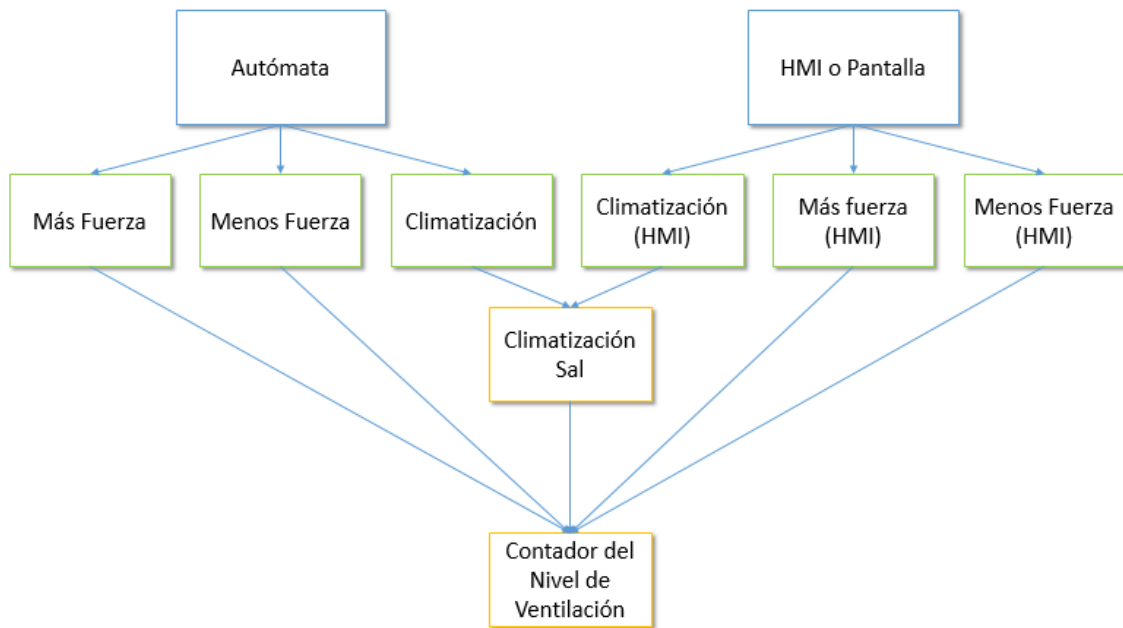 Autómata
HMI o Pantalla
Más Fuerza
Menos Fuerza
Climatización
Climatización
(HMI)
Más fuerza
(HMI)
Menos Fuerza
(HMI)
Climatización
Sal
Contador del
Nivel de
Ventilación